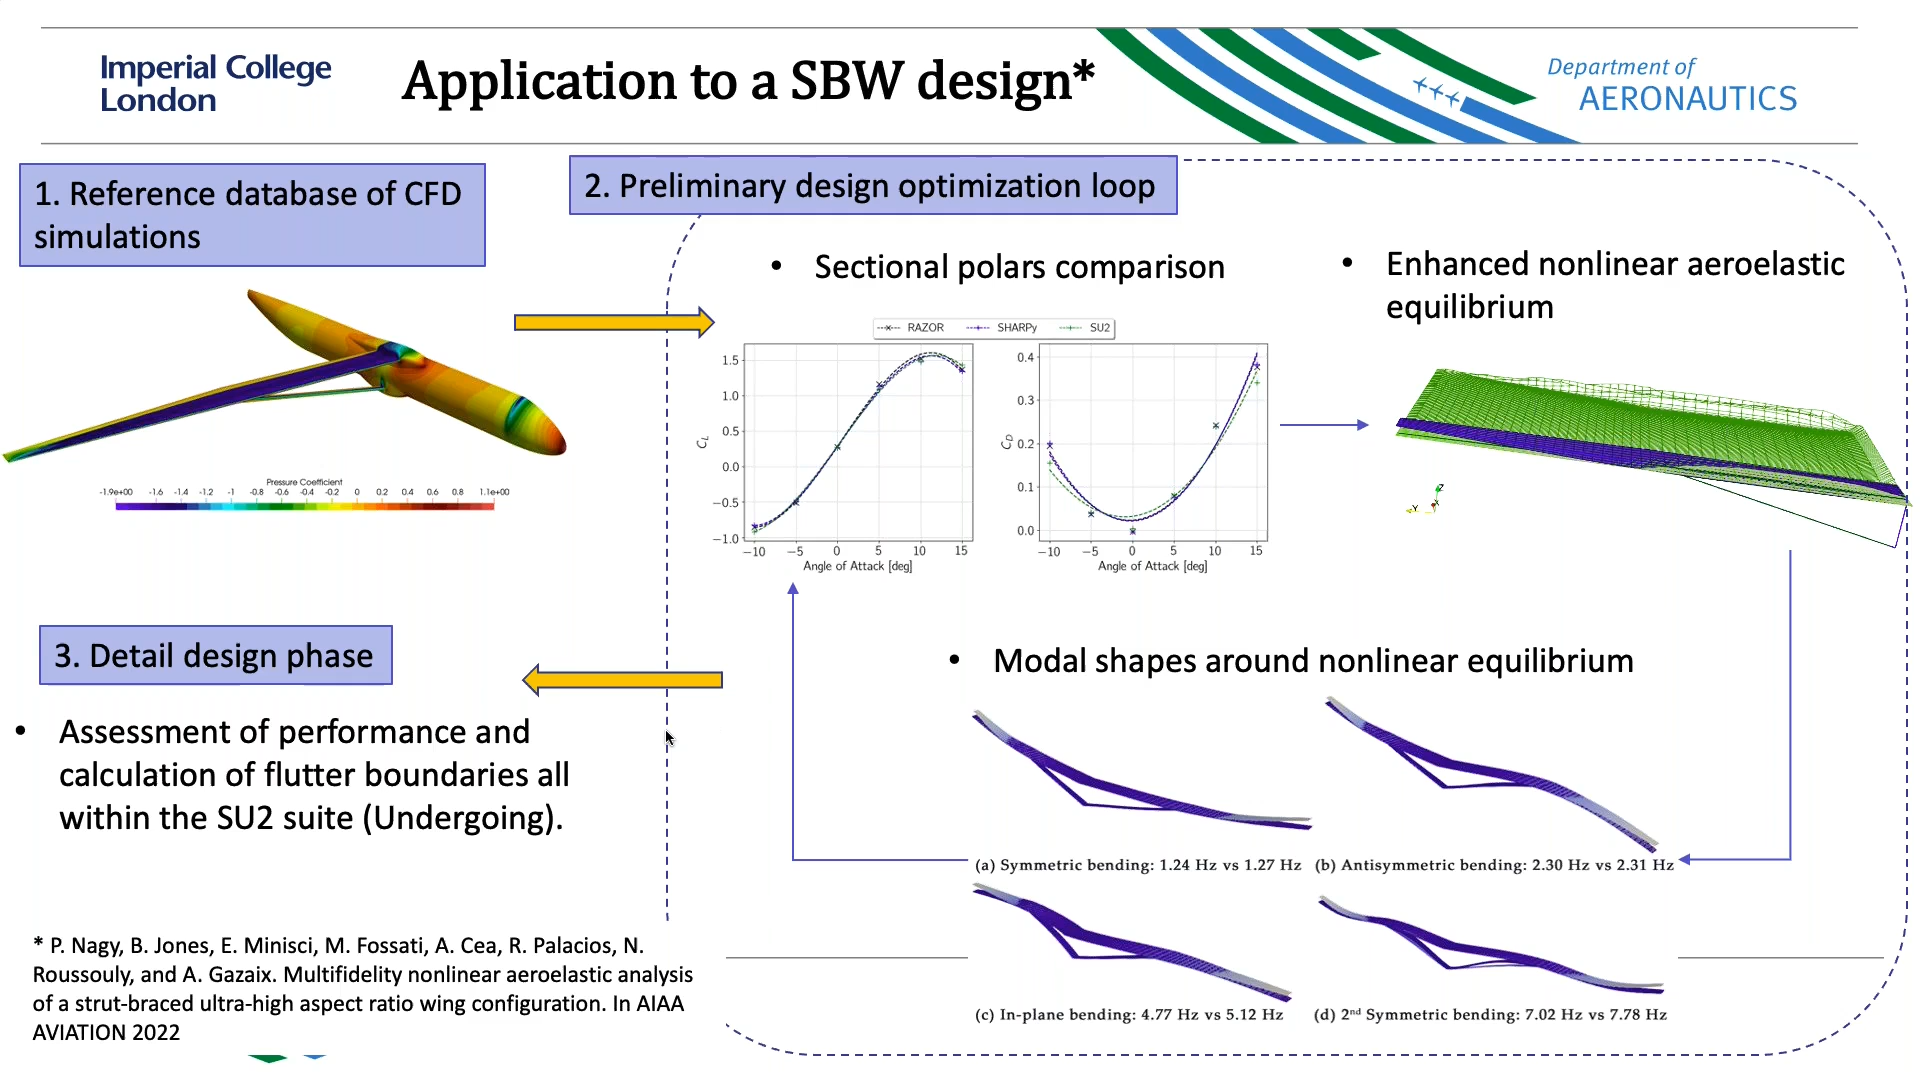 Imperial College
London
Application to a SBW design*
Department of
AERONAUTICS
1. Reference database of CFD
simulations
2. Preliminary design optimization loop
• Sectional polars comparison
• Enhanced nonlinear aeroelastic
equilibrium
RAZOR SHARPy SU2
1.5
1.0
0.5
0.0
−0.5
−1.0
C_L
−10 −5 0 5 10 15
Angle of Attack [deg]
0.4
0.3
0.2
0.1
0.0
C_D
−10 −5 0 5 10 15
Angle of Attack [deg]
Z
X
Y
Pressure Coefficient
-1.9e+00 -1.6 -1.4 -1.2 -1 -0.8 -0.6 -0.4 -0.2 0 0.2 0.4 0.6 0.8 1.1e+00
3. Detail design phase
• Assessment of performance and
calculation of flutter boundaries all
within the SU2 suite (Undergoing).
• Modal shapes around nonlinear equilibrium
(a) Symmetric bending: 1.24 Hz vs 1.27 Hz
(b) Antisymmetric bending: 2.30 Hz vs 2.31 Hz
(c) In-plane bending: 4.77 Hz vs 5.12 Hz
(d) 2nd Symmetric bending: 7.02 Hz vs 7.78 Hz
* P. Nagy, B. Jones, E. Minisci, M. Fossati, A. Cea, R. Palacios, N.
Roussouly, and A. Gazaix. Multifidelity nonlinear aeroelastic analysis
of a strut-braced ultra-high aspect ratio wing configuration. In AIAA
AVIATION 2022